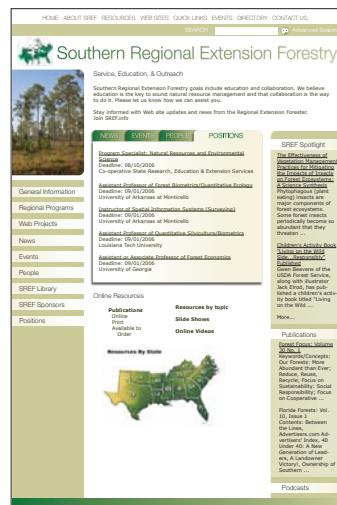 HOME ABOUT SREF RESOURCES WEB SITES QUICK LINKS EVENTS DIRECTORY CONTACT US
SEARCH go Advanced Search
Southern Regional Extension Forestry
Service, Education, & Outreach
Southern Regional Extension Forestry goals include education and collaboration. We believe
education is the key to sound natural resource management and that collaboration is the way
to do it. Please let us know how we can assist you.
Stay informed with Web site updates and news from the Regional Extension Forester.
Join SREF.info
NEWS EVENTS PEOPLE POSITIONS
Program Specialist: Natural Resources and Environmental
Science
Deadline: 08/10/2006
Co-operative State Research, Education & Extension Services
Assistant Professor of Forest Biometrics/Quantitative Ecology
Deadline: 09/01/2006
University of Arkansas at Monticello
Instructor of Spatial Information Systems (Surveying)
Deadline: 09/01/2006
University of Arkansas at Monticello
Assistant Professor of Quantitative Silviculture/Biometrics
Deadline: 09/01/2006
Louisiana Tech University
Assistant or Associate Professor of Forest Economics
Deadline: 09/01/2006
University of Georgia
General Information
Regional Programs
Web Projects
News
Events
People
SREF Library
SREF Sponsors
Positions
Online Resources
Publications
Online
Print
Available to
Order
Resources by topic
Slide Shows
Online Videos
Resources By State
SREF Spotlight
The Effectiveness of
Vegetation Management
Practices for Mitigating
the Impacts of Insects
on Forest Ecosystems:
A Science Synthesis
Phytophagous (plant
eating) insects are
major components of
forest ecosystems.
Some forest insects
periodically become so
abundant that they
threaten ...
Children's Activity Book
"Living on the Wild
Side...Responsibly"
Published
Gwen Beavans of the
USDA Forest Service,
along with illustrator
Jack Elrod, has pub-
lished a children's activ-
ity book titled "Living
on the Wild ...
More...
Publications
Forest Focus: Volume
30 No. 1
Keywords/Concepts:
Our Forests: More
Abundant than Ever;
Reduce, Reuse,
Recycle; Focus on
Sustainability: Social
Responsibility; Focus
on Cooperative ...
Florida Forests: Vol.
10, Issue 1
Contents: Between
the Lines,
Advertisers.com Ad-
vertisers' Index, 40
Under 40: A New
Generation of Lead-
ers, A Landowner
Victory!, Ownership of
Southern ...
Podcasts